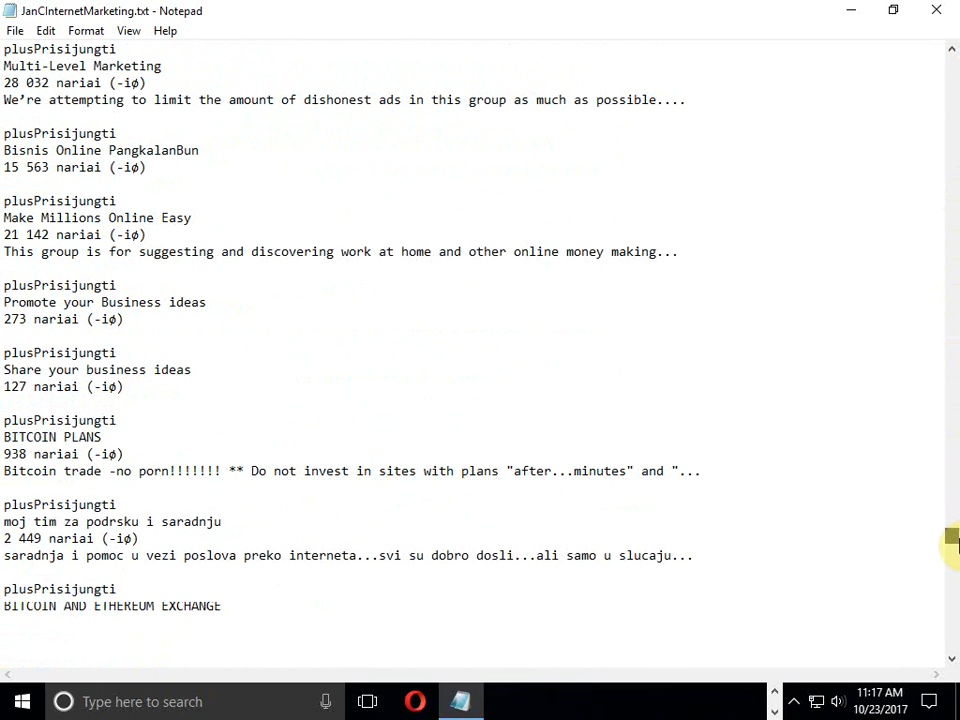 JanCInternetMarketing.txt - Notepad
File Edit Format View Help
plusPrisijungti
Multi-Level Marketing
28 032 nariai (-iø)
We’re attempting to limit the amount of dishonest ads in this group as much as possible....
plusPrisijungti
Bisnis Online PangkalanBun
15 563 nariai (-iø)
plusPrisijungti
Make Millions Online Easy
21 142 nariai (-iø)
This group is for suggesting and discovering work at home and other online money making...
plusPrisijungti
Promote your Business ideas
273 nariai (-iø)
plusPrisijungti
Share your business ideas
127 nariai (-iø)
plusPrisijungti
BITCOIN PLANS
938 nariai (-iø)
Bitcoin trade -no porn!!!!!!! ** Do not invest in sites with plans "after...minutes" and "...
plusPrisijungti
moj tim za podrsku i saradnju
2 449 nariai (-iø)
saradnja i pomoc u vezi poslova preko interneta...svi su dobro dosli...ali samo u slucaju...
plusPrisijungti
BITCOIN AND ETHEREUM EXCHANGE
Type here to search
11:17 AM
10/23/2017